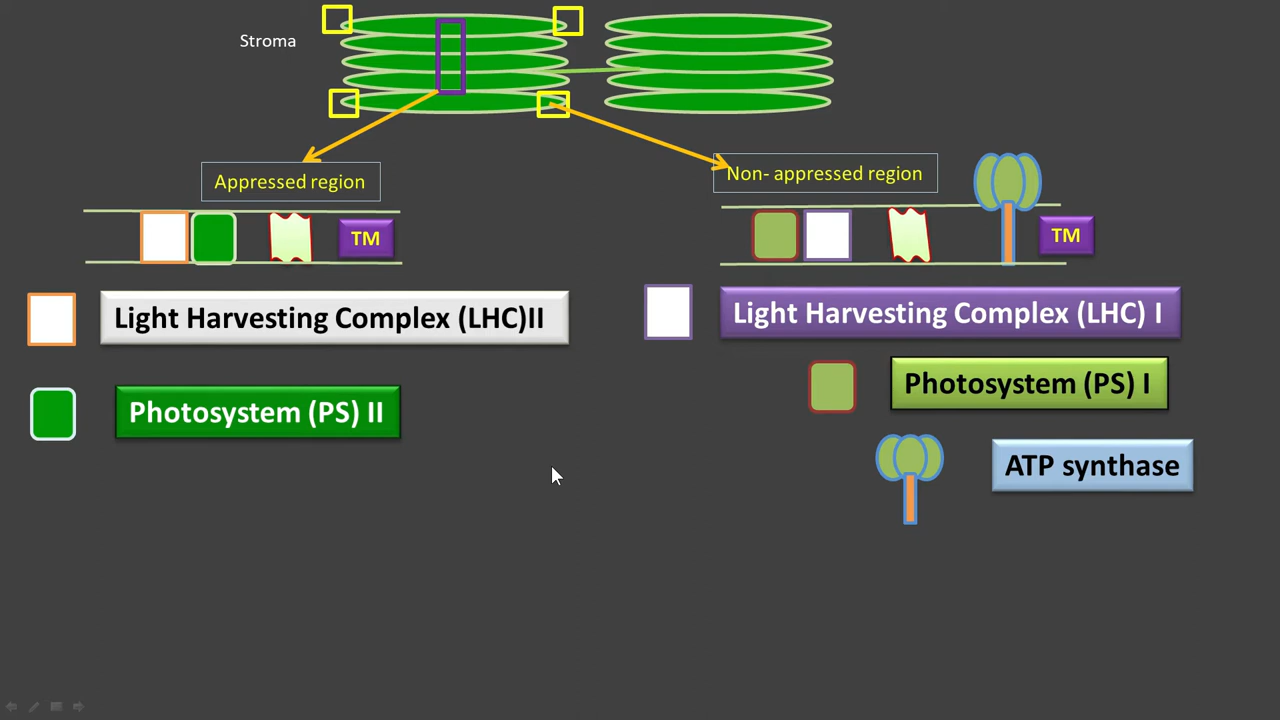 Stroma
Appressed region
Non- appressed region
TM
TM
Light Harvesting Complex (LHC)II
Light Harvesting Complex (LHC) I
Photosystem (PS) I
Photosystem (PS) II
ATP synthase